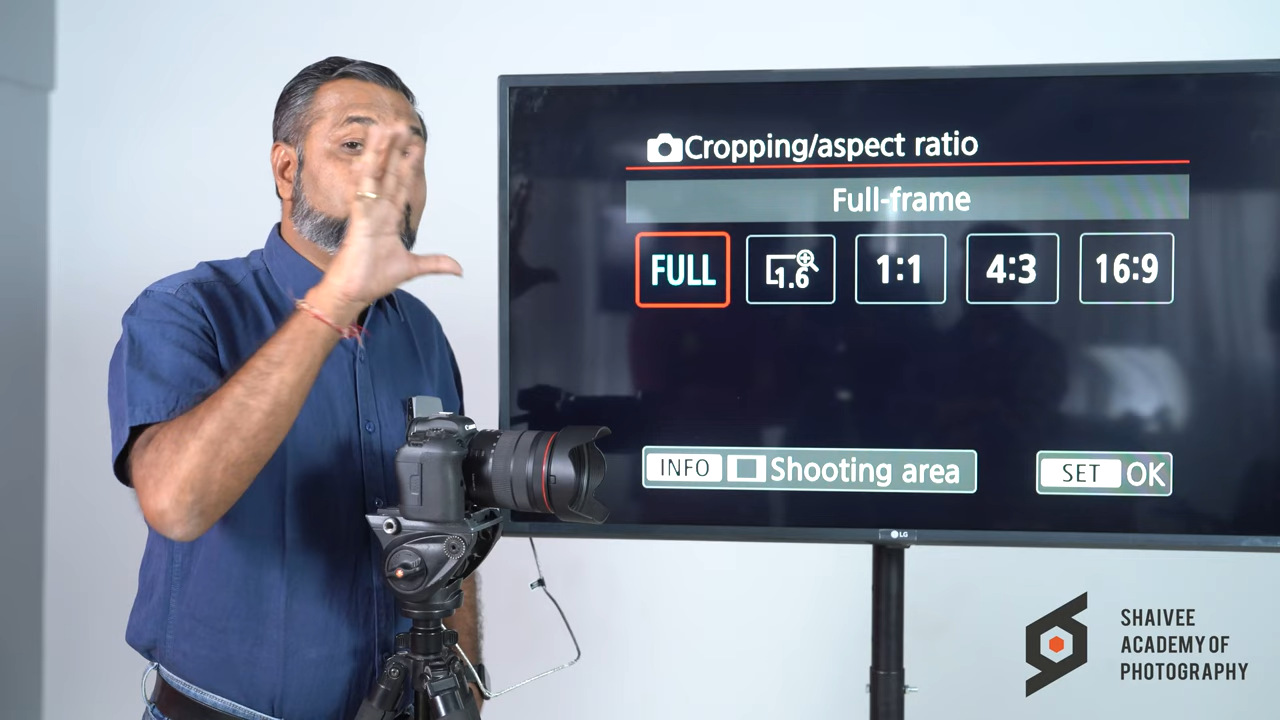 Cropping/aspect ratio
Full-frame
FULL
1.6
1:1
4:3
16:9
INFO Shooting area
SET OK
Canon
LG
SHAIVEE
ACADEMY OF
PHOTOGRAPHY